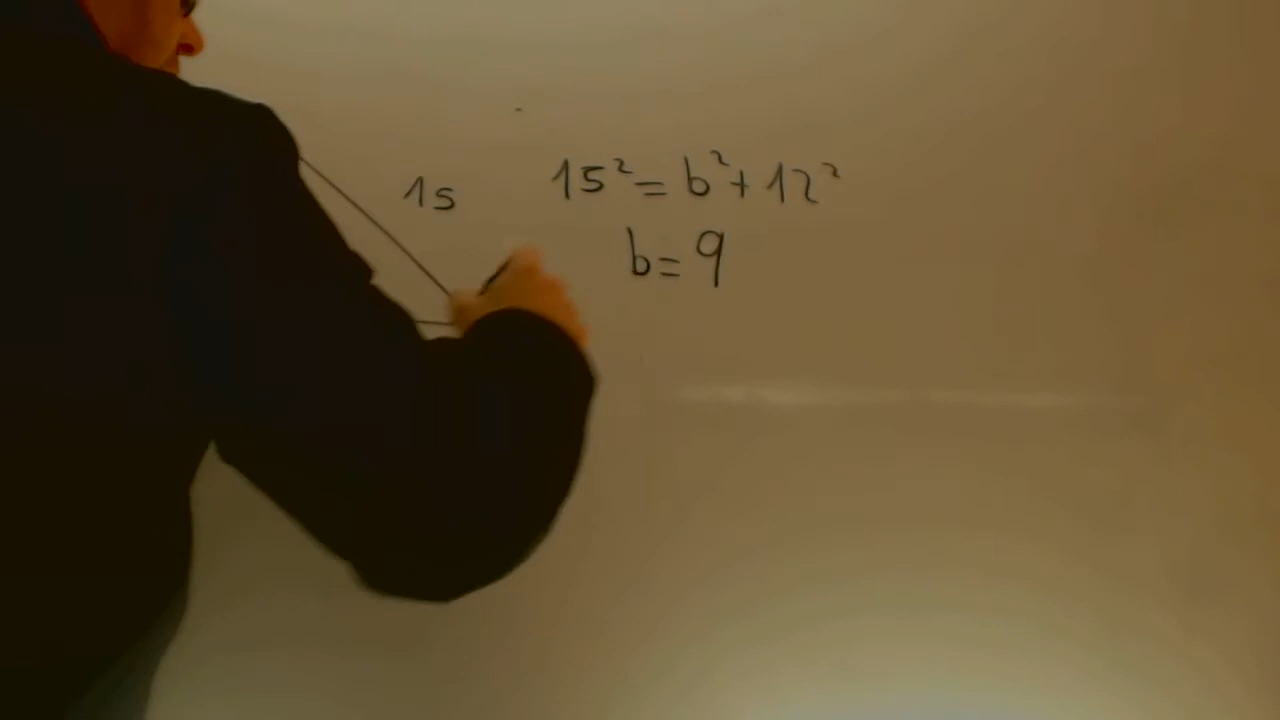 15
15² = b² + 12²
b = 9